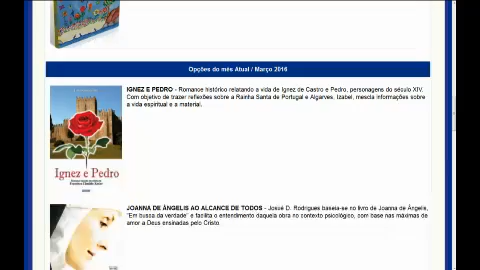 Opções do mês Atual / Março 2016
IGNEZ E PEDRO - Romance histórico relatando a vida de Ignez de Castro e Pedro, personagens do século XIV.
Com objetivo de trazer reflexões sobre a Rainha Santa de Portugal e Algarves, Izabel, mescla informações sobre
a vida espiritual e a material.
Ignez e Pedro
JOANNA DE ÂNGELIS AO ALCANCE DE TODOS - Josué D. Rodrigues baseia-se no livro de Joanna de Ângelis,
"Em busca da verdade" e facilita o entendimento daquela obra no contexto psicológico, com base nas máximas de
amor a Deus ensinadas pelo Cristo.